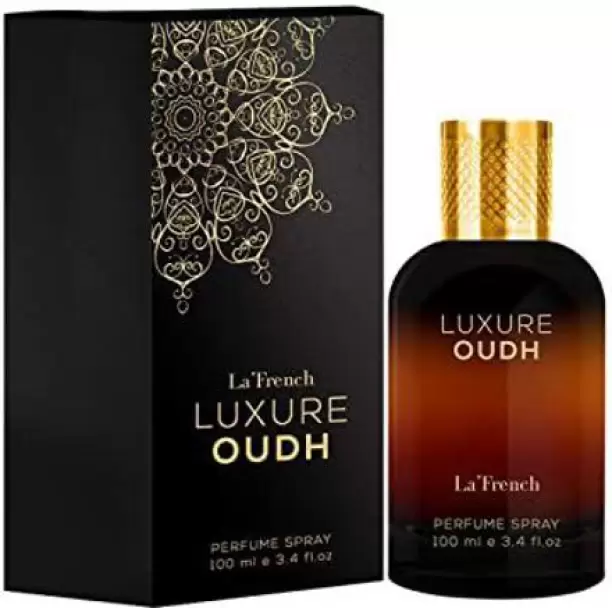 La'French
LUXURE
OUDH
PERFUME SPRAY
100 ml e 3.4 fl.oz
LUXURE
OUDH
La'French
PERFUME SPRAY
100 ml e 3.4 fl.oz